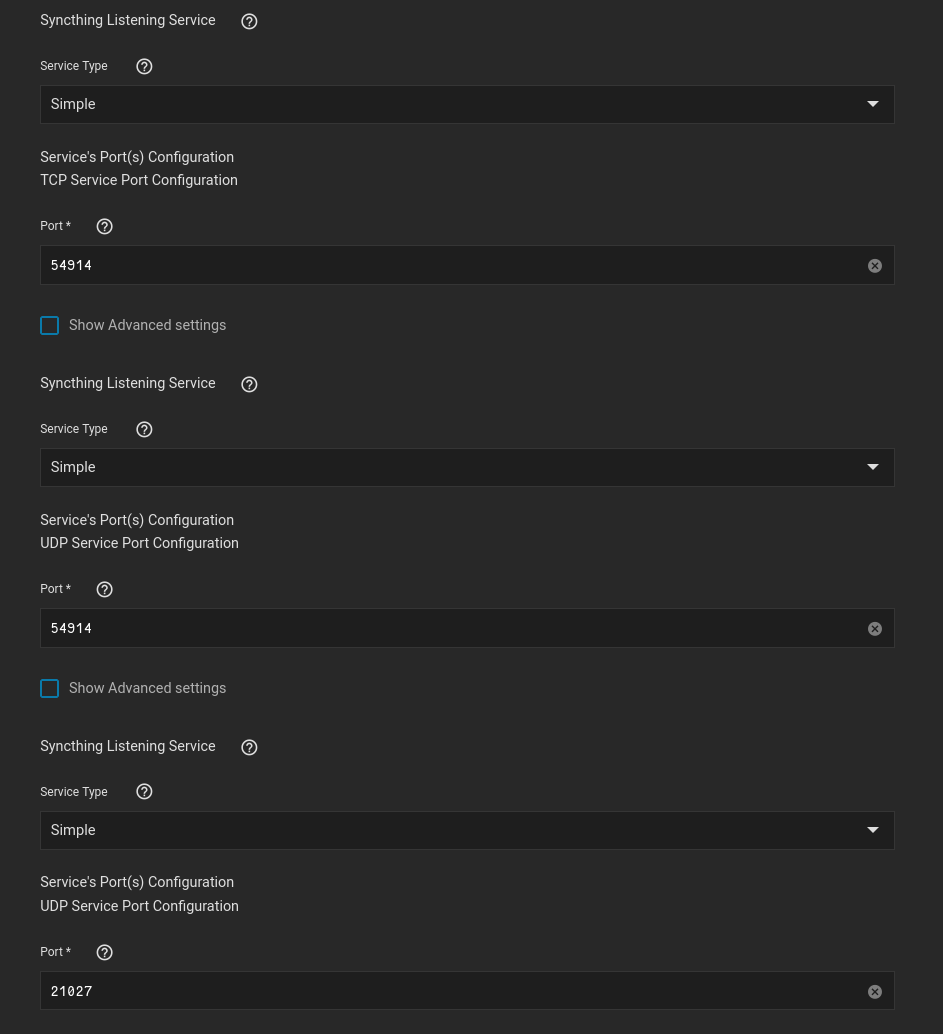 Syncthing Listening Service
Service Type
Simple
Service's Port(s) Configuration
TCP Service Port Configuration
Port *
54914
Show Advanced settings
Syncthing Listening Service
Service Type
Simple
Service's Port(s) Configuration
UDP Service Port Configuration
Port *
54914
Show Advanced settings
Syncthing Listening Service
Service Type
Simple
Service's Port(s) Configuration
UDP Service Port Configuration
Port *
21027